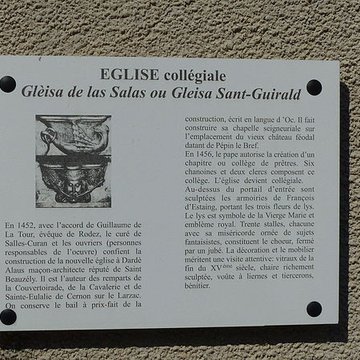 EGLISE collégiale
Glèisa de las Salas ou Gleisa Sant-Guirald
En 1452, avec l'accord de Guillaume de
La Tour, évêque de Rodez, le curé de
Salles-Curan et les ouvriers (personnes
responsables de l'oeuvre) confient la
construction de la nouvelle église à Dardé
Alaus maçon-architecte réputé de Saint
Beauzély. Il est l'auteur des remparts de
la Couvertoirade, de la Cavalerie et de
Sainte-Eulalie de Cernon sur le Larzac.
On conserve le bail à prix-fait de la
construction, écrit en langue d 'Oc. Il fait
construire sa chapelle seigneuriale sur
l'emplacement du vieux château féodal
datant de Pépin le Bref.
En 1456, le pape autorise la création d'un
chapitre ou collège de prêtres. Six
chanoines et deux clercs composent ce
collège. L'église devient collégiale.
Au-dessus du portail d'entrée sont
sculptées les armoiries de François
d'Estaing, portant les trois fleurs de lys.
Le lys est symbole de la Vierge Marie et
emblème royal. Trente stalles, chacune
avec sa miséricorde ornée de sujets
fantaisistes, constituent le choeur, fermé
par un jubé. La décoration et le mobilier
méritent une visite attentive: vitraux de la
fin du XVème siècle, chaire richement
sculptée, voûte à liernes et tiercerons,
bénitier.